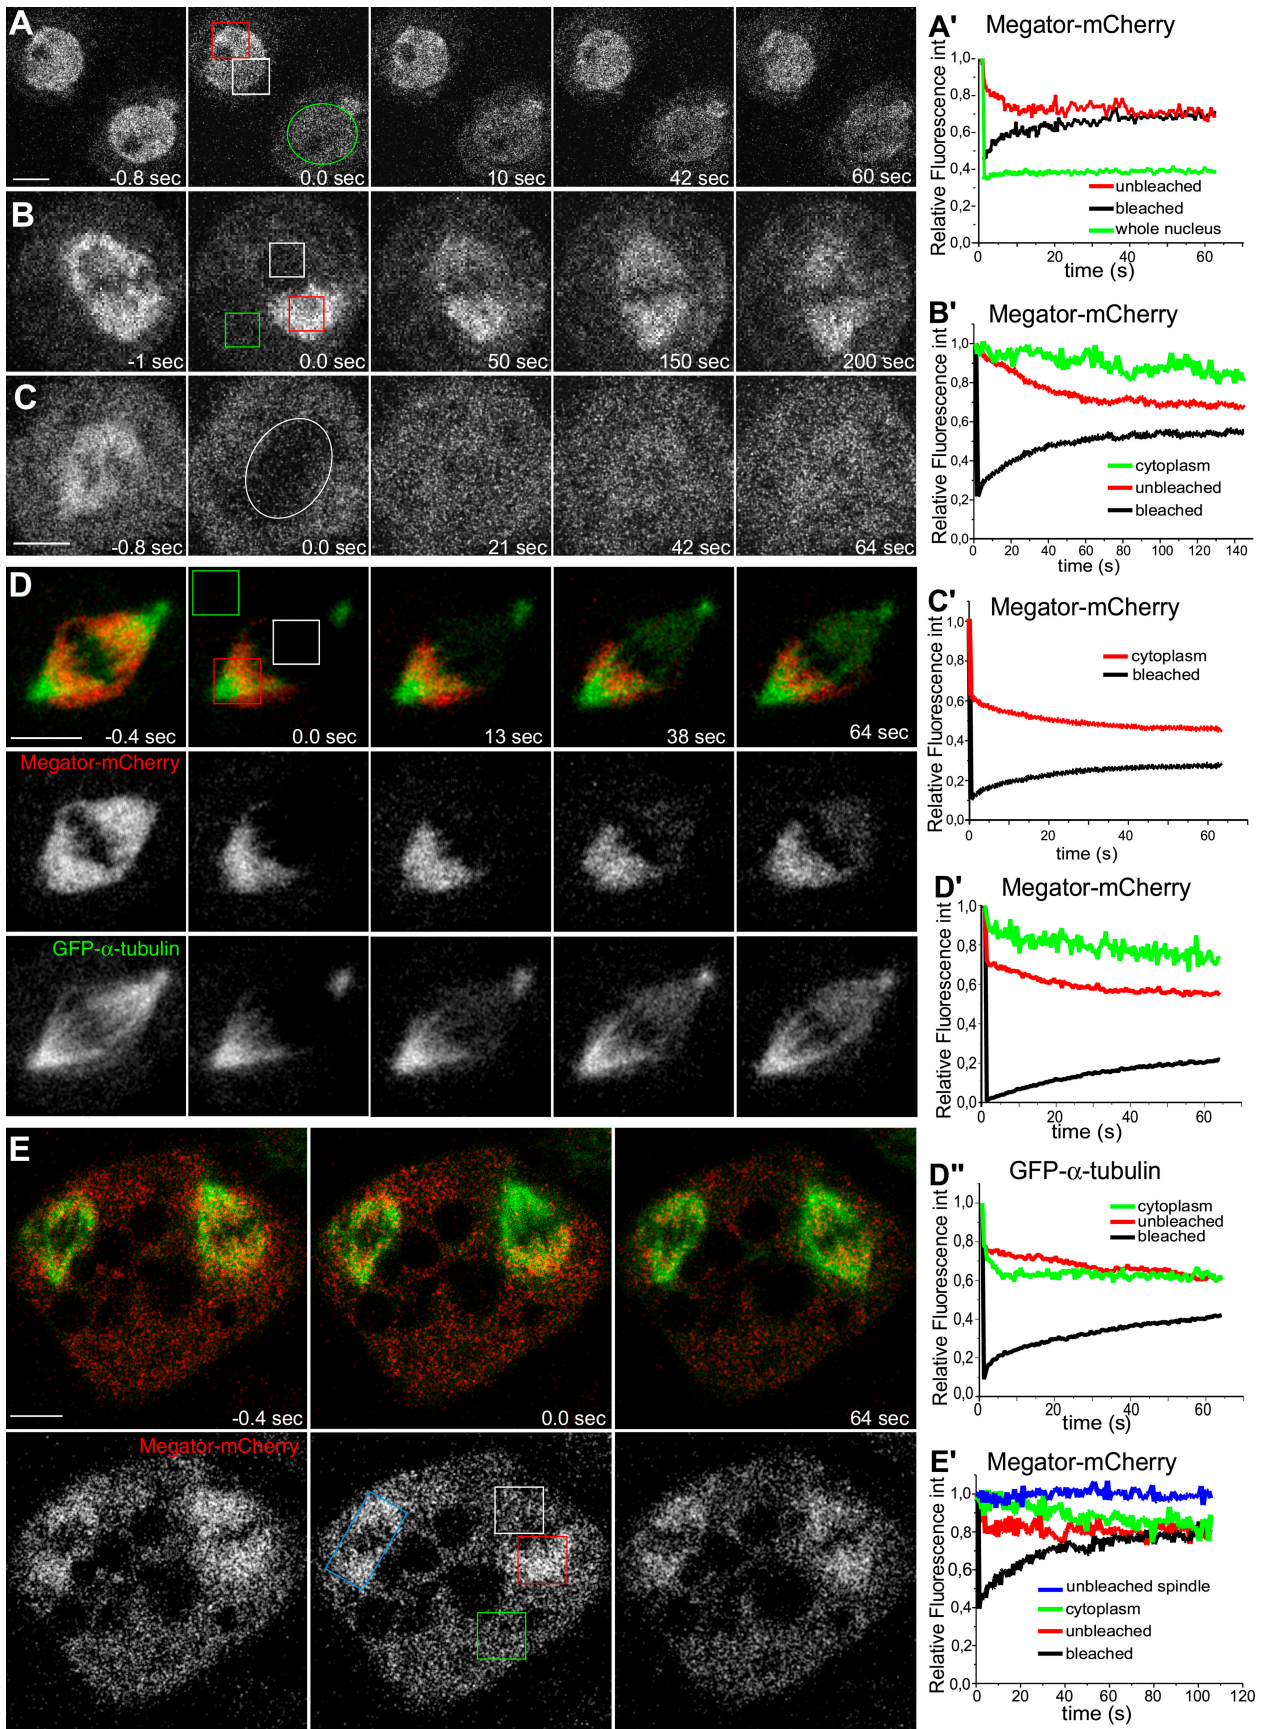 A
-0.8 sec
0.0 sec
10 sec
42 sec
60 sec
A'
Megator-mCherry
Relative Fluorescence int
1,0
0,8
0,6
0,4
0,2
0,0
unbleached
bleached
whole nucleus
0
20
40
60
time (s)
B
-1 sec
0.0 sec
50 sec
150 sec
200 sec
B'
Megator-mCherry
Relative Fluorescence int
1,0
0,8
0,6
0,4
0,2
0,0
cytoplasm
unbleached
bleached
0
20
40
60
80
100
120
140
time (s)
C
-0.8 sec
0.0 sec
21 sec
42 sec
64 sec
C'
Megator-mCherry
Relative Fluorescence int
1,0
0,8
0,6
0,4
0,2
0,0
cytoplasm
bleached
0
20
40
60
time (s)
D
-0.4 sec
0.0 sec
13 sec
38 sec
64 sec
Megator-mCherry
GFP-α-tubulin
D'
Megator-mCherry
Relative Fluorescence int
1,0
0,8
0,6
0,4
0,2
0,0
0
20
40
60
time (s)
D"
GFP-α-tubulin
Relative Fluorescence int
1,0
0,8
0,6
0,4
0,2
0,0
cytoplasm
unbleached
bleached
0
20
40
60
time (s)
E
-0.4 sec
0.0 sec
64 sec
Megator-mCherry
E'
Megator-mCherry
Relative Fluorescence int
1,0
0,8
0,6
0,4
0,2
0,0
unbleached spindle
cytoplasm
unbleached
bleached
0
20
40
60
80
100
120
time (s)